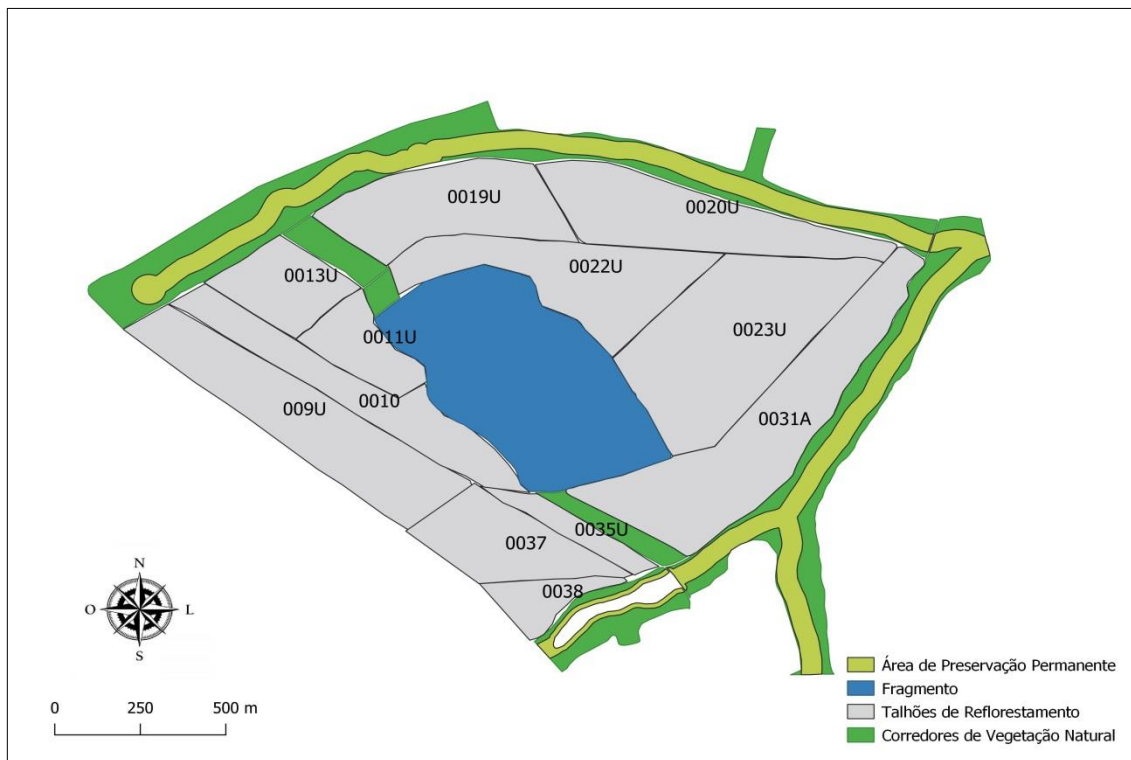 0019U
0020U
0013U
0022U
0011U
0023U
009U
0010
0031A
0035U
0037
0038
N
O
L
S
0
250
500 m
Área de Preservação Permanente
Fragmento
Talhões de Reflorestamento
Corredores de Vegetação Natural